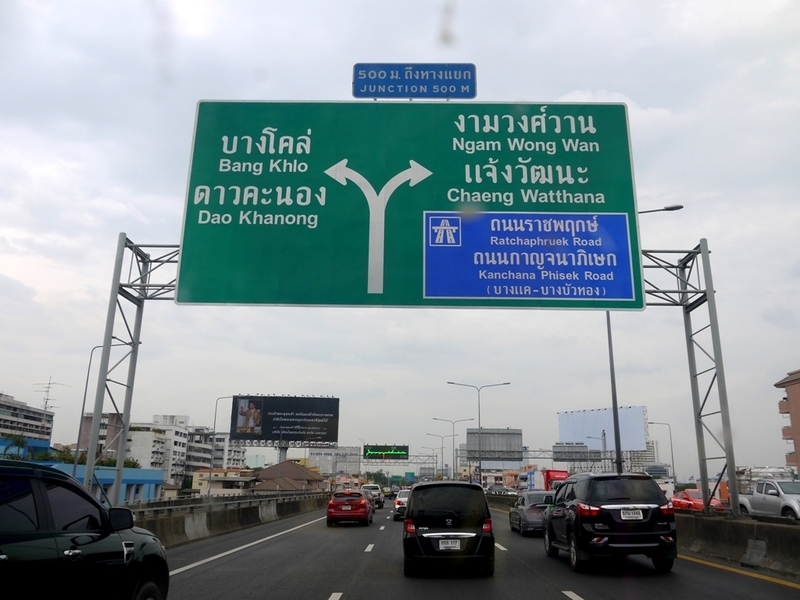 500 ม. ถึงทางแยก
JUNCTION 500 M
บางโคล่
Bang Khlo
ดาวคะนอง
Dao Khanong
งามวงศ์วาน
Ngam Wong Wan
แจ้งวัฒนะ
Chaeng Watthana
ถนนราชพฤกษ์
Ratchaphruek Road
ถนนกาญจนาภิเษก
Kanchana Phisek Road
(บางแค-บางบัวทอง)